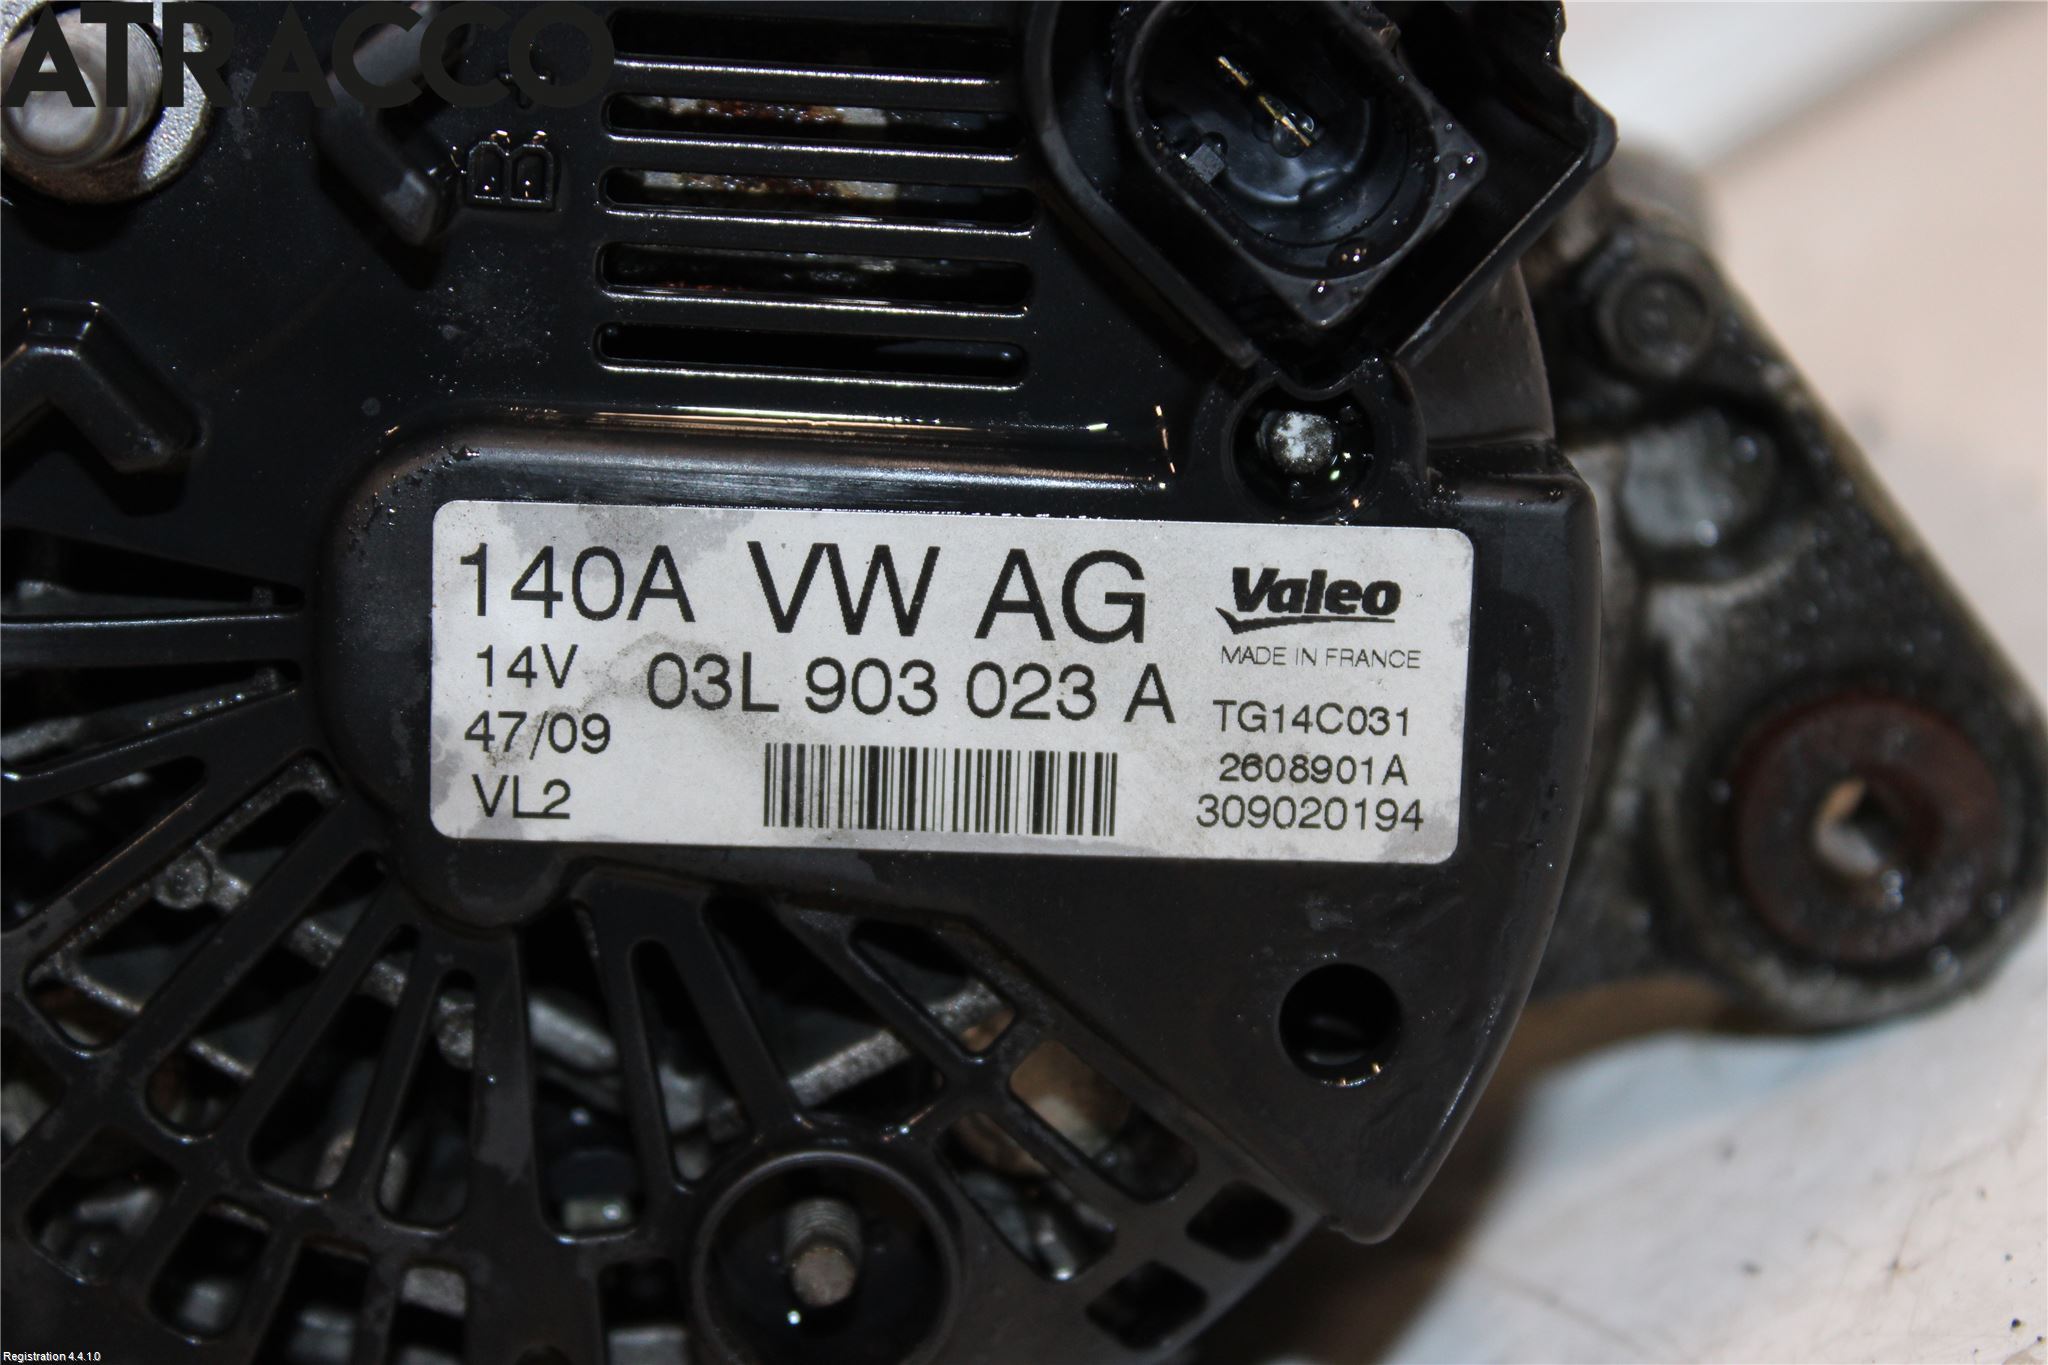 ATRACCO
B+
140A VW AG Valeo
MADE IN FRANCE
14V 03L 903 023 A
TG14C031
47/09
2608901A
VL2
309020194
Registration 4.4.1.0